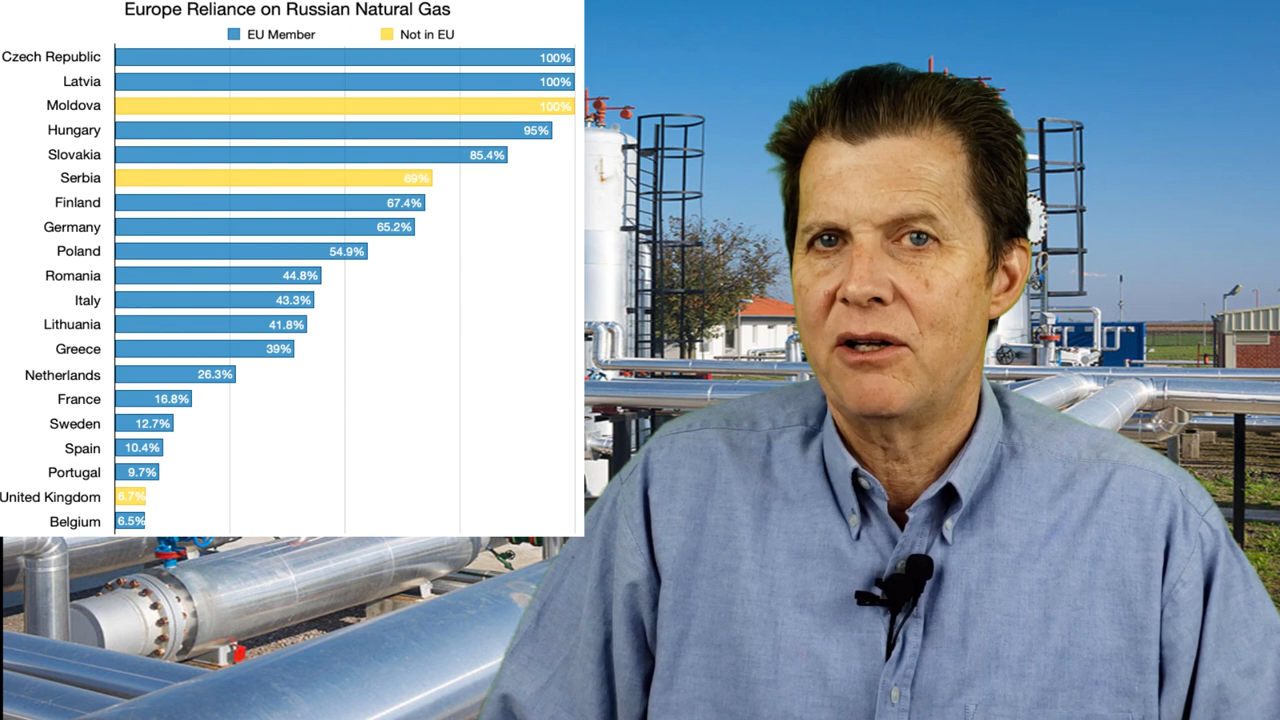 Europe Reliance on Russian Natural Gas
EU Member Not in EU
Czech Republic 100%
Latvia 100%
Moldova 100%
Hungary 95%
Slovakia 85.4%
Serbia 69%
Finland 67.4%
Germany 65.2%
Poland 54.9%
Romania 44.8%
Italy 43.3%
Lithuania 41.8%
Greece 39%
Netherlands 26.3%
France 16.8%
Sweden 12.7%
Spain 10.4%
Portugal 9.7%
United Kingdom 6.7%
Belgium 6.5%